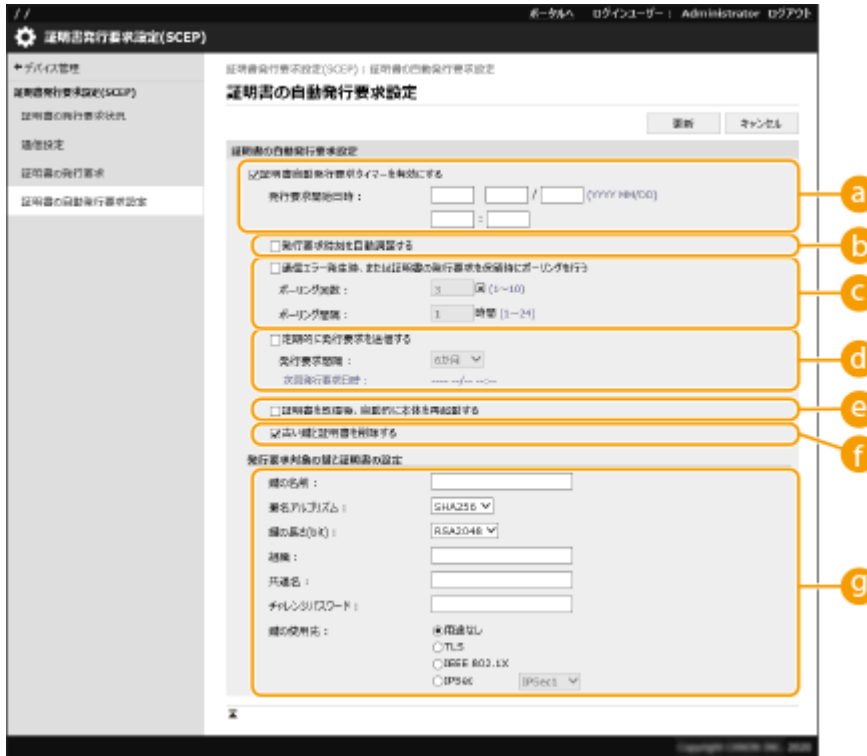 //
ポータルへ ログインユーザー： Administrator ログアウト
証明書発行要求設定(SCEP)
デバイス管理
証明書発行要求設定(SCEP)
証明書の発行要求状況
通信設定
証明書の発行要求
証明書の自動発行要求設定
証明書発行要求設定(SCEP)：証明書の自動発行要求設定
証明書の自動発行要求設定
更新 キャンセル
証明書の自動発行要求設定
証明書自動発行要求タイマーを有効にする
発行要求開始日時： / (YYYY MM/DD)
:
a
発行要求時刻を自動調整する
b
通信エラー発生時、または証明書の発行要求を保留時にポーリングを行う
ポーリング回数： 3 回 (1～10)
ポーリング間隔： 1 時間 (1～24)
c
定期的に発行要求を送信する
発行要求間隔： 6か月
次回発行要求日時： ---- --/-- --:--
d
証明書を取得後、自動的に本体を再起動する
e
古い鍵と証明書を削除する
f
発行要求対象の鍵と証明書の設定
鍵の名前：
署名アルゴリズム： SHA256
鍵の長さ(bit)： RSA2048
組織：
共通名：
チャレンジパスワード：
鍵の使用先： 用途なし
TLS
IEEE 802.1X
IPSec IPSec1
g
Copyright CANON INC. 2020